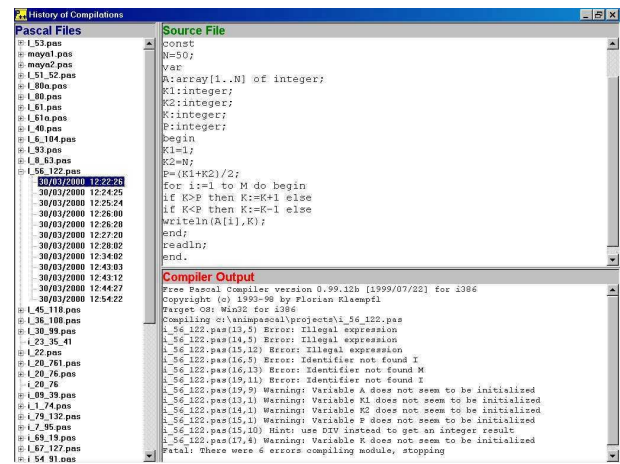 History of Compilations
Pascal Files
I_53.pas
maya1.pas
maya2.pas
I_51_52.pas
I_80a.pas
I_80.pas
I_61.pas
I_61a.pas
I_40.pas
I_6_104.pas
I_93.pas
I_8_63.pas
I_56_122.pas
30/03/2000 12:22:26
30/03/2000 12:24:25
30/03/2000 12:25:24
30/03/2000 12:26:00
30/03/2000 12:26:28
30/03/2000 12:27:20
30/03/2000 12:28:02
30/03/2000 12:34:02
30/03/2000 12:43:03
30/03/2000 12:43:12
30/03/2000 12:44:27
30/03/2000 12:54:22
I_45_118.pas
I_36_108.pas
I_30_99.pas
i_23_35_41
I_22.pas
I_20_761.pas
I_20_76.pas
i_20_76
i_09_39.pas
i_1_74.pas
i_79_132.pas
i_7_95.pas
i_69_19.pas
I_67_127.pas
i_54_91.pas
Source File
const
N=50;
var
A:array[1..N] of integer;
K1:integer;
K2:integer;
K:integer;
P:integer;
begin
K1=1;
K2=N;
P=(K1+K2)/2;
for i:=1 to M do begin
if K>P then K:=K+1 else
if K<P then K:=K-1 else
writeln(A[i],K);
end;
readln;
end.
Compiler Output
Free Pascal Compiler version 0.99.12b [1999/07/22] for i386
Copyright (c) 1993-98 by Florian Klaempfl
Target OS: Win32 for i386
Compiling c:\animpascal\projects\i_56_122.pas
i_56_122.pas(13,5) Error: Illegal expression
i_56_122.pas(14,5) Error: Illegal expression
i_56_122.pas(15,12) Error: Illegal expression
i_56_122.pas(16,5) Error: Identifier not found I
i_56_122.pas(16,13) Error: Identifier not found M
i_56_122.pas(19,11) Error: Identifier not found I
i_56_122.pas(19,9) Warning: Variable A does not seem to be initialized
i_56_122.pas(13,1) Warning: Variable K1 does not seem to be initialized
i_56_122.pas(14,1) Warning: Variable K2 does not seem to be initialized
i_56_122.pas(15,1) Warning: Variable P does not seem to be initialized
i_56_122.pas(15,10) Hint: use DIV instead to get an integer result
i_56_122.pas(17,4) Warning: Variable K does not seem to be initialized
Fatal: There were 6 errors compiling module, stopping